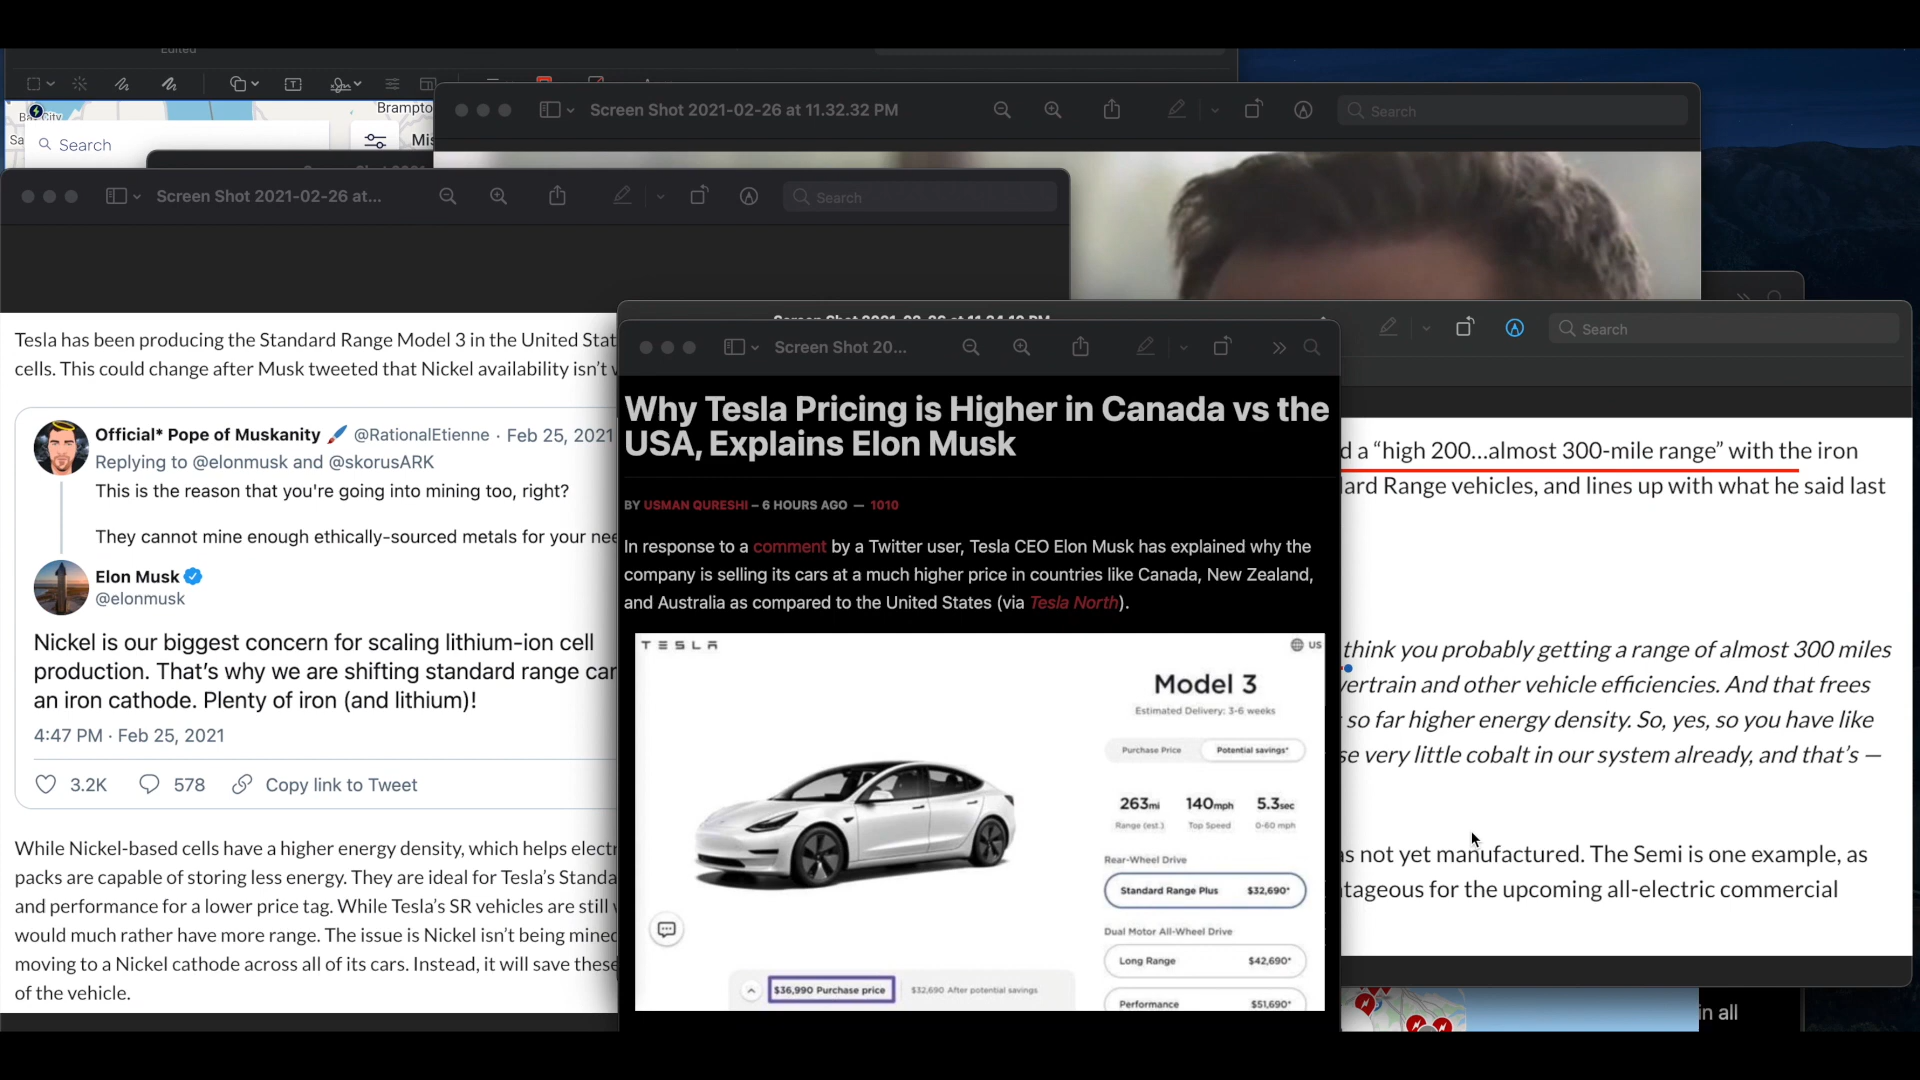 Edited
Brampto
Search
Mis
Screen Shot 2021-02-26 at 11.32.32 PM
Search
Screen Shot 2021-02-26 at...
Search
Tesla has been producing the Standard Range Model 3 in the United Stat
cells. This could change after Musk tweeted that Nickel availability isn't
Official* Pope of Muskanity @RationalEtienne · Feb 25, 2021
Replying to @elonmusk and @skorusARK
This is the reason that you're going into mining too, right?
They cannot mine enough ethically-sourced metals for your nee
Elon Musk
@elonmusk
Nickel is our biggest concern for scaling lithium-ion cell
production. That's why we are shifting standard range car
an iron cathode. Plenty of iron (and lithium)!
4:47 PM · Feb 25, 2021
3.2K 578 Copy link to Tweet
While Nickel-based cells have a higher energy density, which helps electr
packs are capable of storing less energy. They are ideal for Tesla's Standa
and performance for a lower price tag. While Tesla's SR vehicles are still
would much rather have more range. The issue is Nickel isn't being mined
moving to a Nickel cathode across all of its cars. Instead, it will save these
of the vehicle.
Screen Shot 20...
Why Tesla Pricing is Higher in Canada vs the
USA, Explains Elon Musk
BY USMAN QURESHI – 6 HOURS AGO — 1010
In response to a comment by a Twitter user, Tesla CEO Elon Musk has explained why the
company is selling its cars at a much higher price in countries like Canada, New Zealand,
and Australia as compared to the United States (via Tesla North).
TESLA
US
Model 3
Estimated Delivery: 3-6 weeks
Purchase Price Potential savings*
263mi 140mph 5.3sec
Range (est.) Top Speed 0-60 mph
Rear-Wheel Drive
Standard Range Plus $32,690*
Dual Motor All-Wheel Drive
Long Range $42,690*
Performance $51,690*
$36,990 Purchase price $32,690 After potential savings
Search
d a “high 200...almost 300-mile range” with the iron
lard Range vehicles, and lines up with what he said last
think you probably getting a range of almost 300 miles
vertrain and other vehicle efficiencies. And that frees
so far higher energy density. So, yes, so you have like
se very little cobalt in our system already, and that's —
as not yet manufactured. The Semi is one example, as
ntageous for the upcoming all-electric commercial
in all